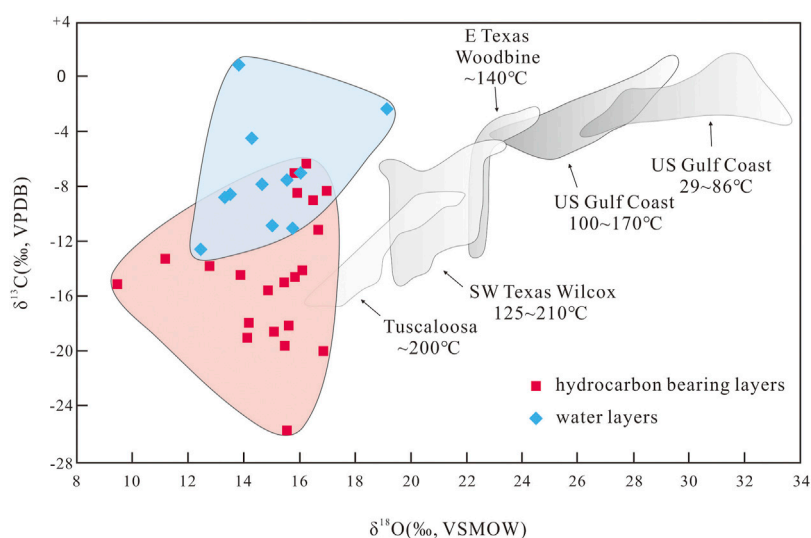 +4
0
-4
-8
-12
-16
-20
-24
-28
δ¹³C(‰, VPDB)
E Texas
Woodbine
~140℃
US Gulf Coast
29~86℃
US Gulf Coast
100~170℃
SW Texas Wilcox
125~210℃
Tuscaloosa
~200℃
hydrocarbon bearing layers
water layers
8 10 12 14 16 18 20 22 24 26 28 30 32 34
δ¹⁸O(‰, VSMOW)